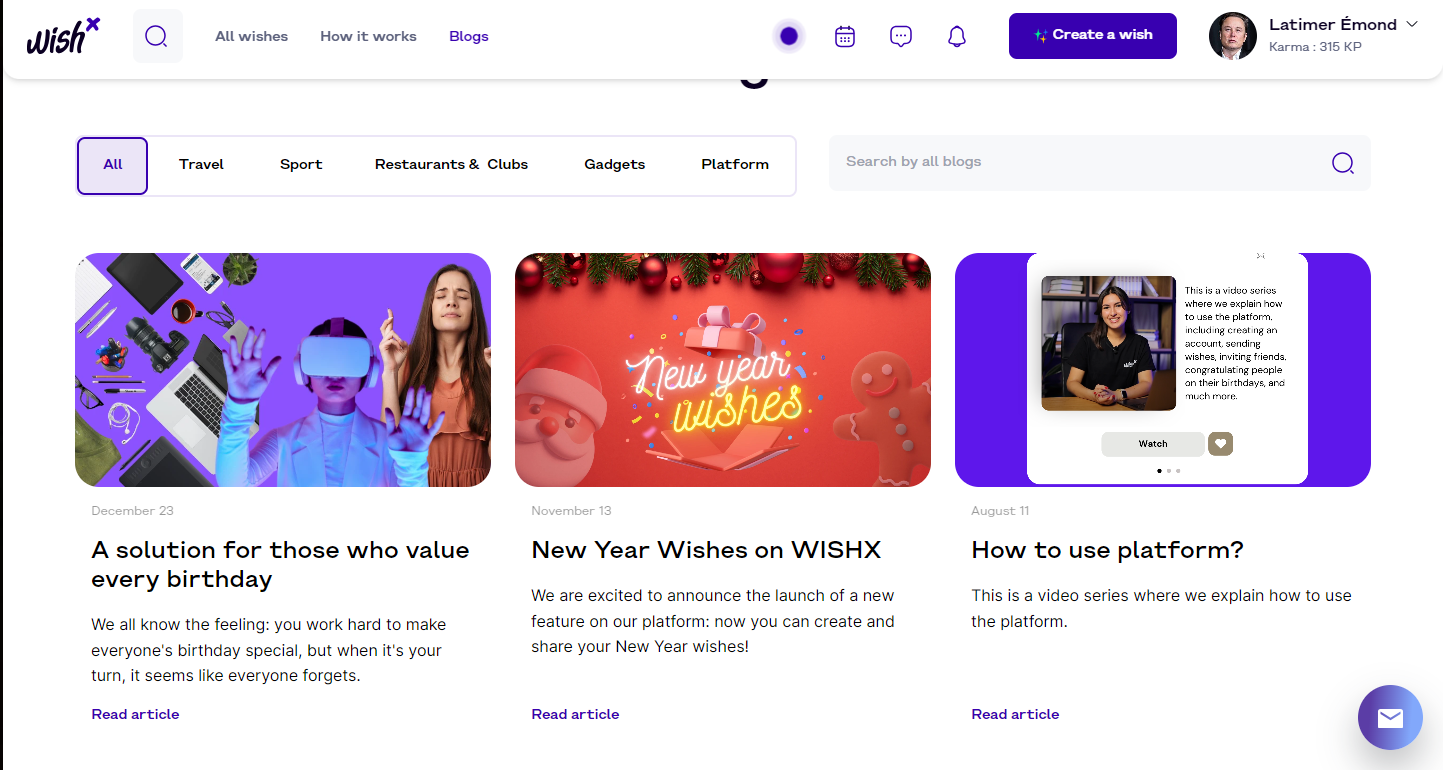 wishx
All wishes
How it works
Blogs
Create a wish
Latimer Émond
Karma : 315 KP
All
Travel
Sport
Restaurants & Clubs
Gadgets
Platform
Search by all blogs
New year
wishes
This is a video series
where we explain how
to use the platform,
including creating an
account, sending
wishes, inviting friends,
congratulating people
on their birthdays, and
much more.
Watch
December 23
A solution for those who value
every birthday
We all know the feeling: you work hard to make
everyone's birthday special, but when it's your
turn, it seems like everyone forgets.
Read article
November 13
New Year Wishes on WISHX
We are excited to announce the launch of a new
feature on our platform: now you can create and
share your New Year wishes!
Read article
August 11
How to use platform?
This is a video series where we explain how to use
the platform.
Read article